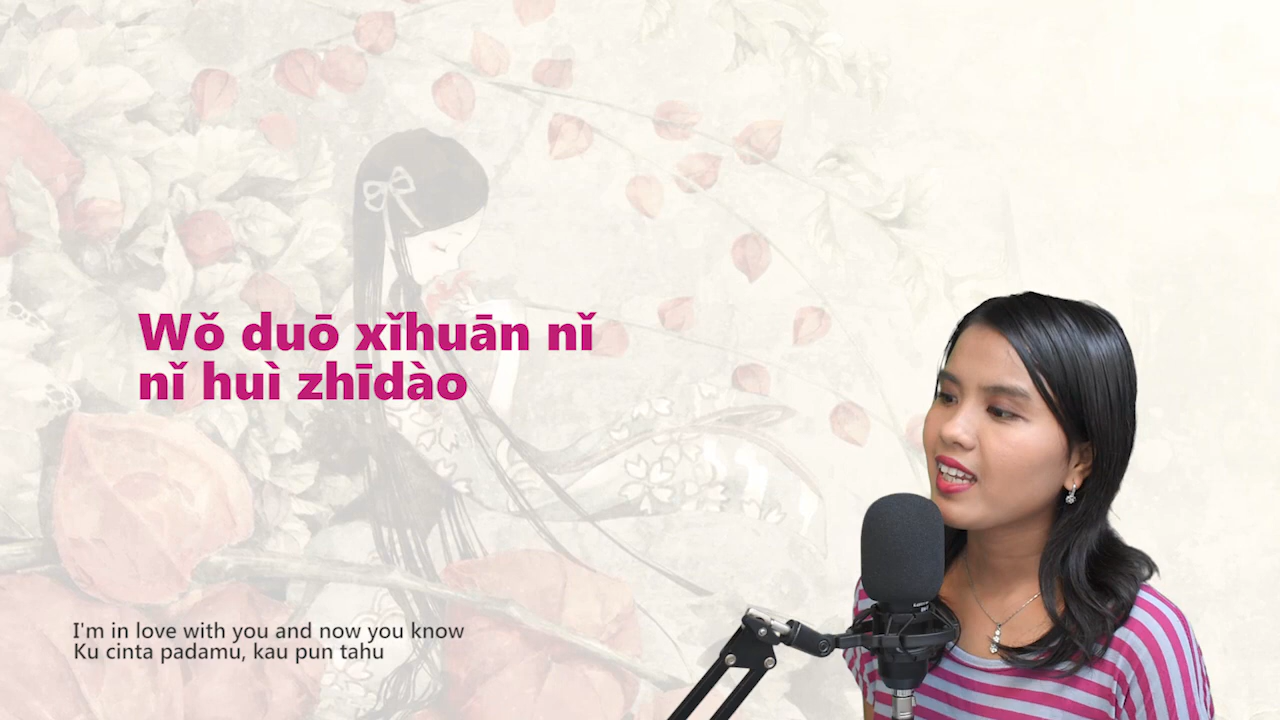 Wǒ duō xǐhuān nǐ
nǐ huì zhīdào
I'm in love with you and now you know
Ku cinta padamu, kau pun tahu